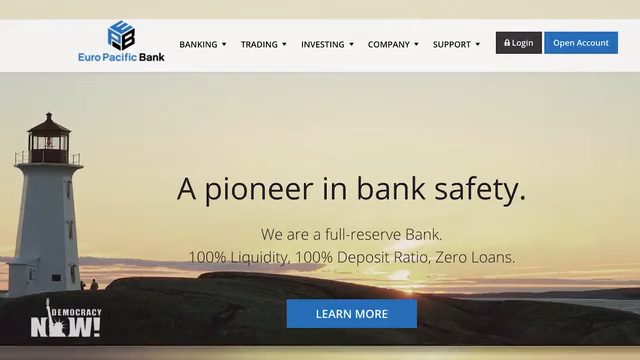 EPB
Euro Pacific Bank
BANKING TRADING INVESTING COMPANY SUPPORT Login Open Account
A pioneer in bank safety.
We are a full-reserve Bank.
100% Liquidity, 100% Deposit Ratio, Zero Loans.
LEARN MORE
DEMOCRACY
NOW!